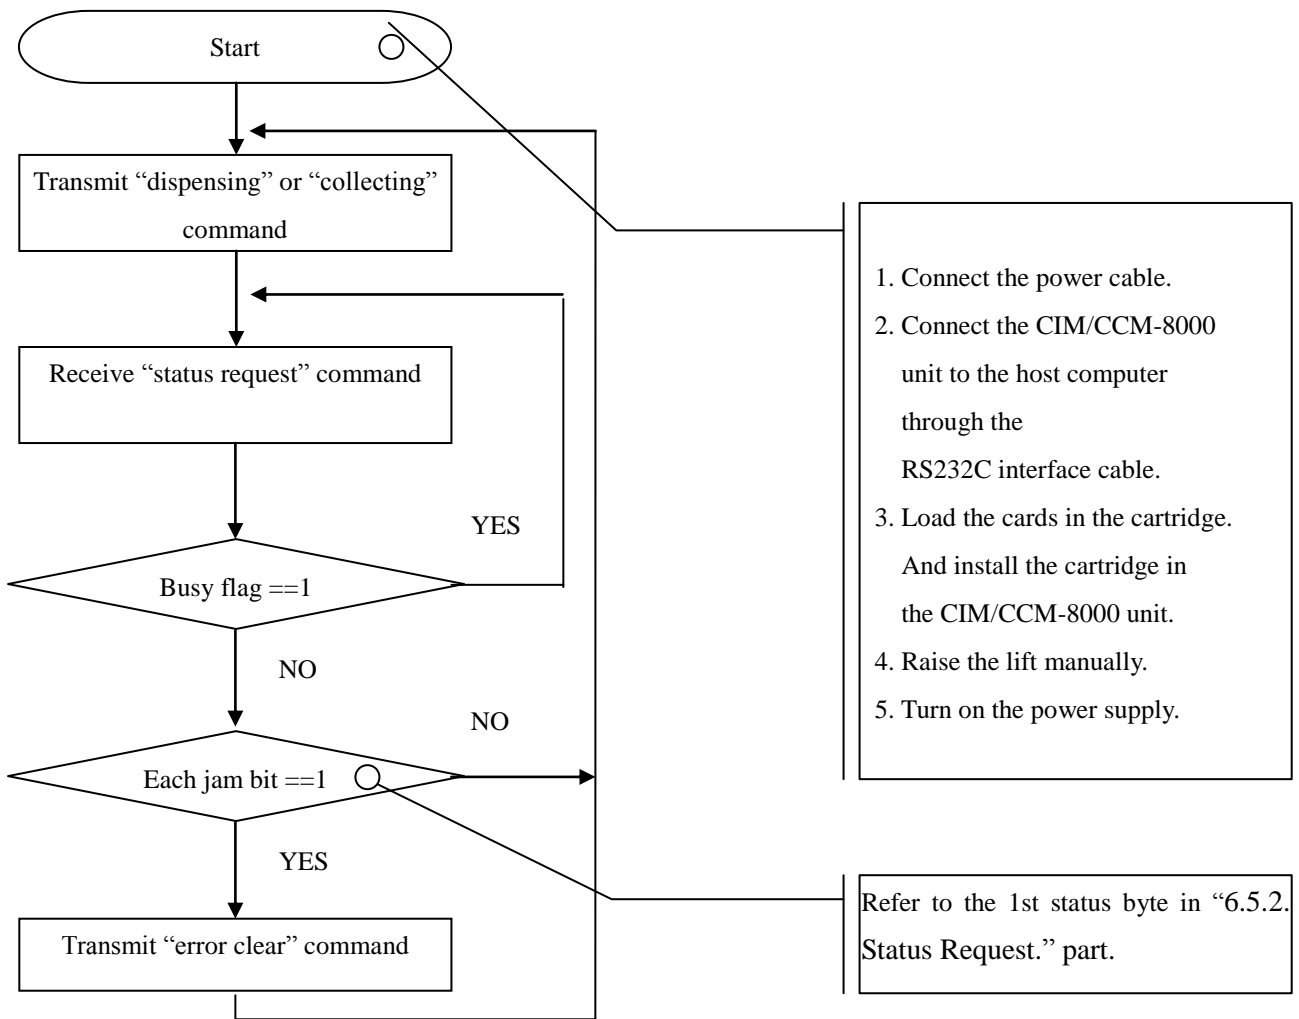 Start
Transmit “dispensing” or “collecting”
command
Receive “status request” command
YES
Busy flag ==1
NO
NO
Each jam bit ==1
YES
Transmit “error clear” command
1. Connect the power cable.
2. Connect the CIM/CCM-8000
unit to the host computer
through the
RS232C interface cable.
3. Load the cards in the cartridge.
And install the cartridge in
the CIM/CCM-8000 unit.
4. Raise the lift manually.
5. Turn on the power supply.
Refer to the 1st status byte in “6.5.2.
Status Request.” part.